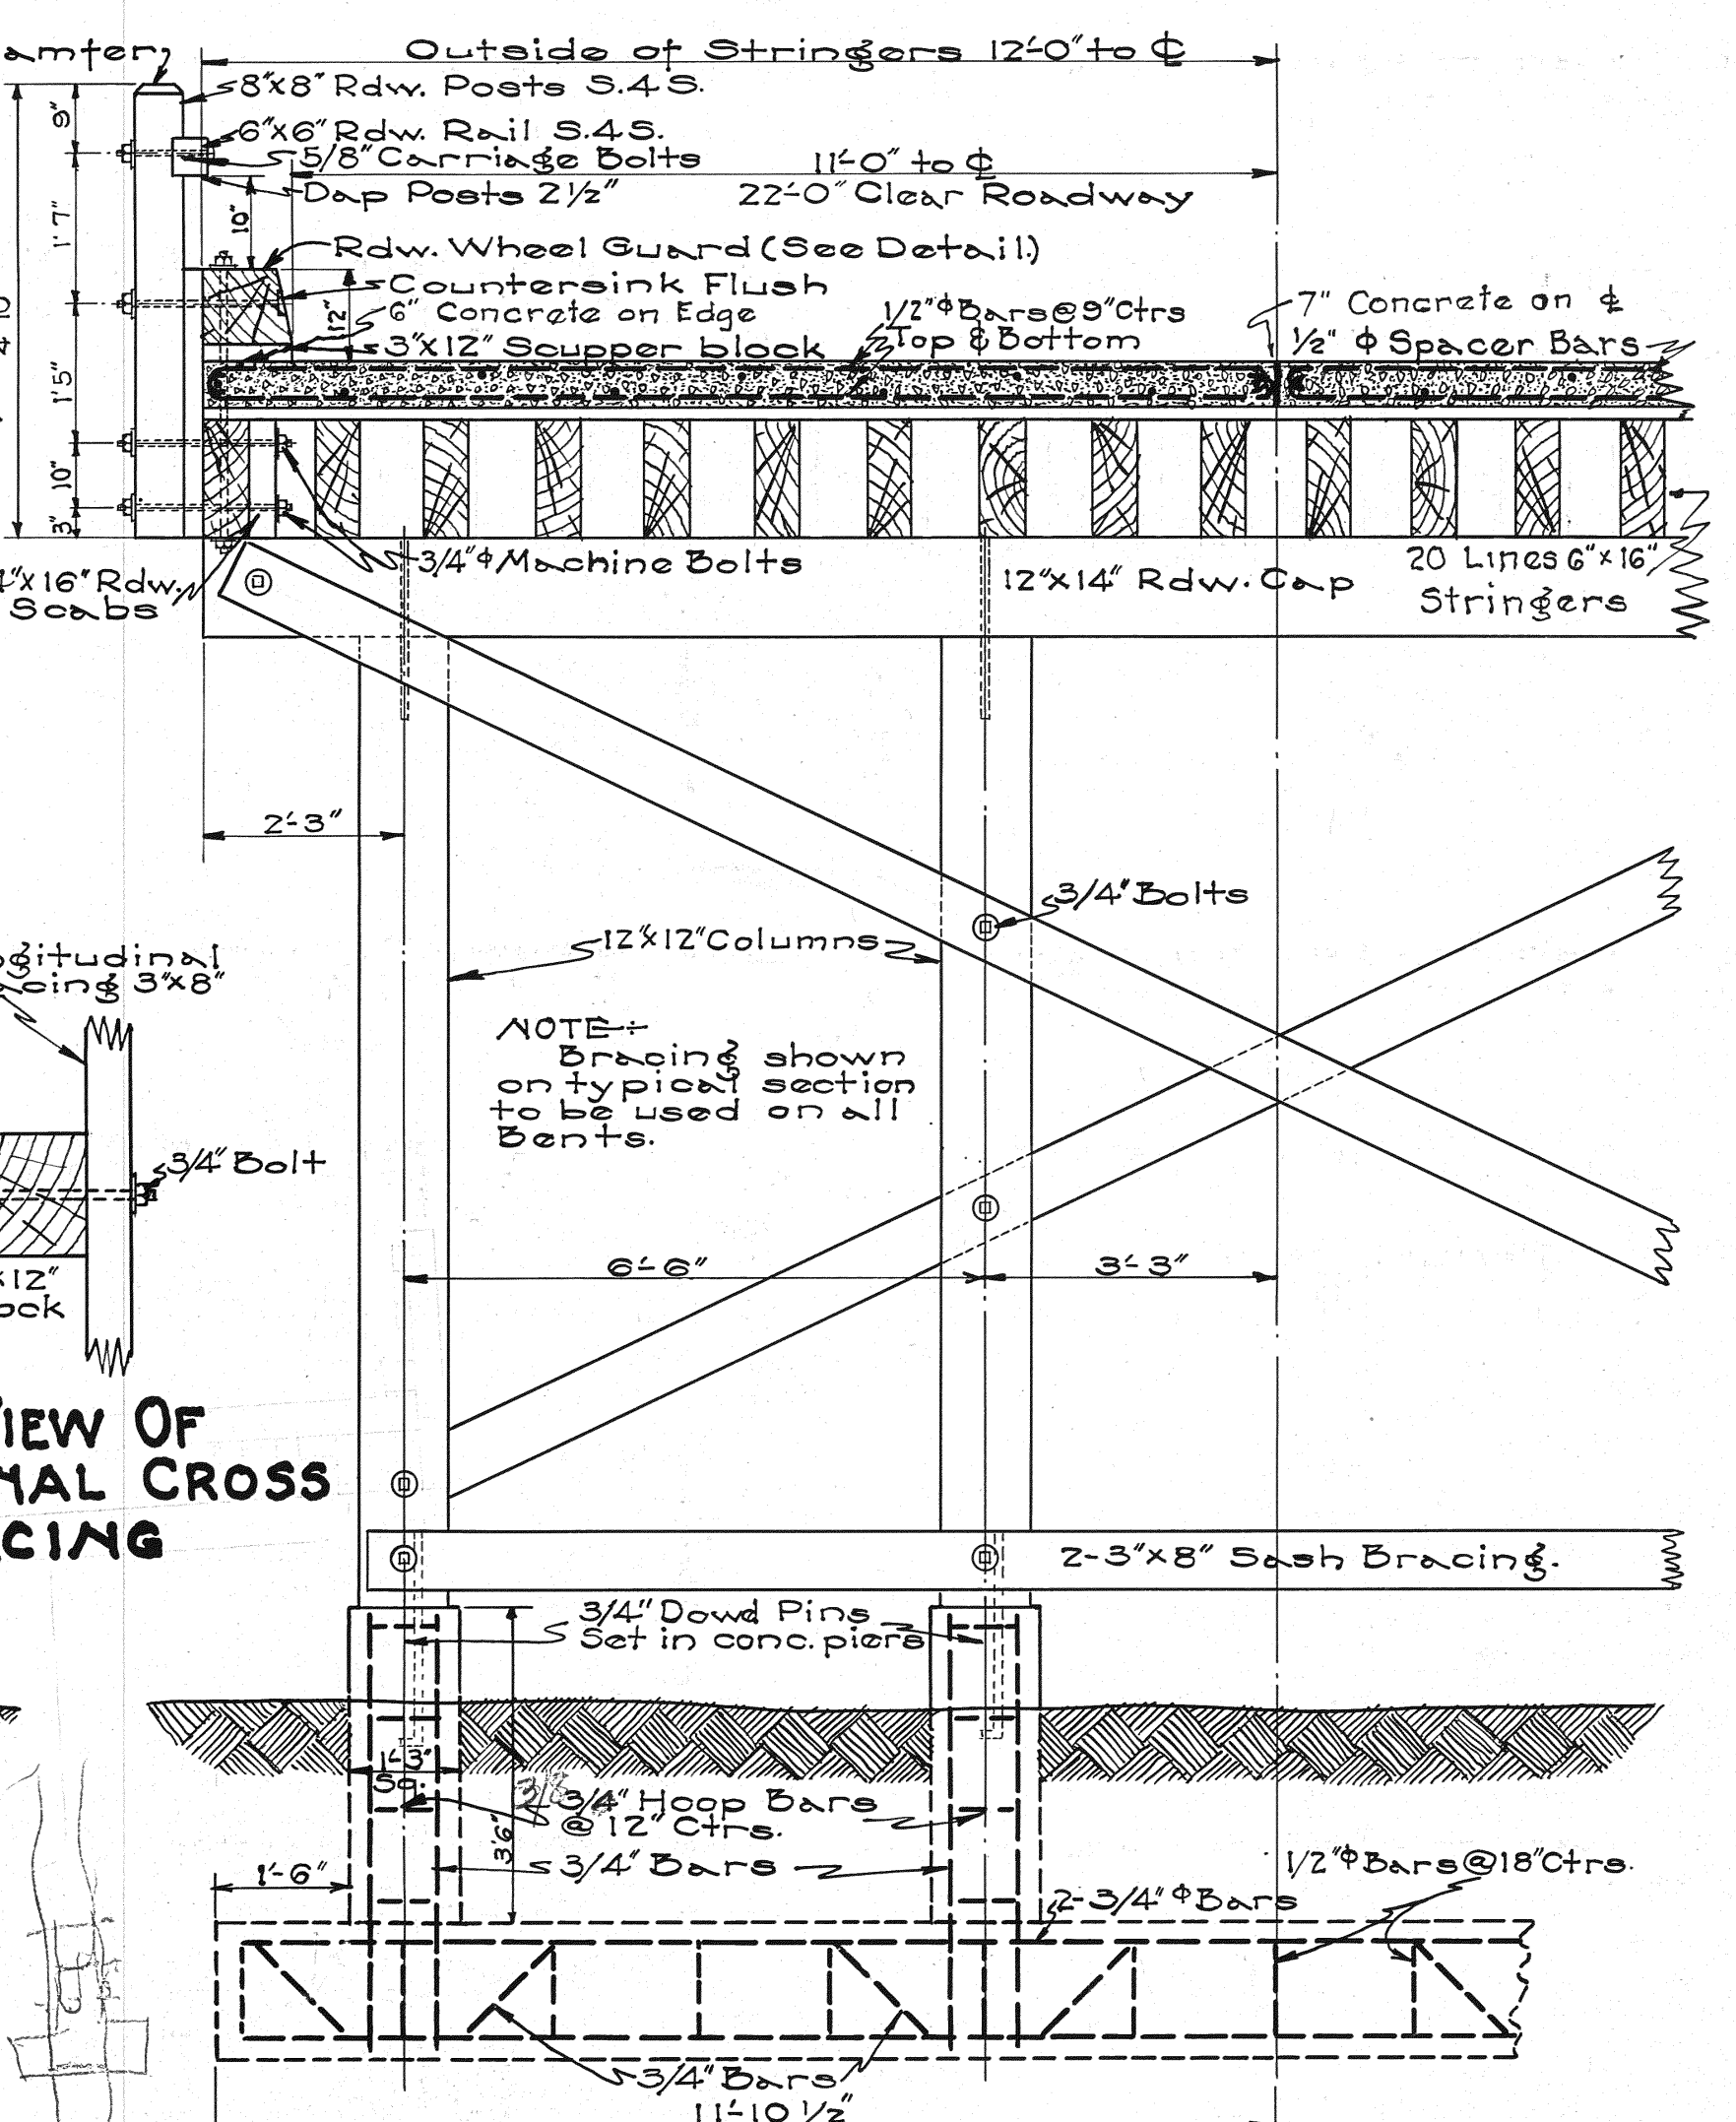 amfer
Outside of Stringers 12'-0" to ℄
8"x8" Rdw. Posts S.4S.
9"
6"x6" Rdw. Rail S.4S.
5/8" Carriage Bolts
11'-0" to ℄
Dap Posts 2½"
22'-0" Clear Roadway
1'7"
10"
Rdw. Wheel Guard (See Detail.)
Countersink Flush
12"
6" Concrete on Edge
3"x12" Scupper block
1/2"ϕ Bars @ 9" Ctrs
Top & Bottom
7" Concrete on ℄
½" ϕ Spacer Bars
1'5"
10"
3"
3/4"ϕ Machine Bolts
12"x14" Rdw. Cap
20 Lines 6"x16"
Stringers
4"x16" Rdw.
Scabs
2'-3"
3/4" Bolts
12"x12" Columns
gitudinal
cing 3"x8"
NOTE÷
Bracing shown
on typical section
to be used on all
Bents.
3/4" Bolt
6'-6"
3'-3"
x12"
ock
IEW OF
NAL CROSS
CING
2-3"x8" Sash Bracing.
3/4" Dowd Pins
Set in conc. piers
1'-3"
Sq.
3/8
3/4" Hoop Bars
@ 12" Ctrs.
3'6"
3/4" Bars
1'-6"
1/2"ϕ Bars @ 18" Ctrs.
2-3/4"ϕ Bars
3/4" Bars
11'-10½"